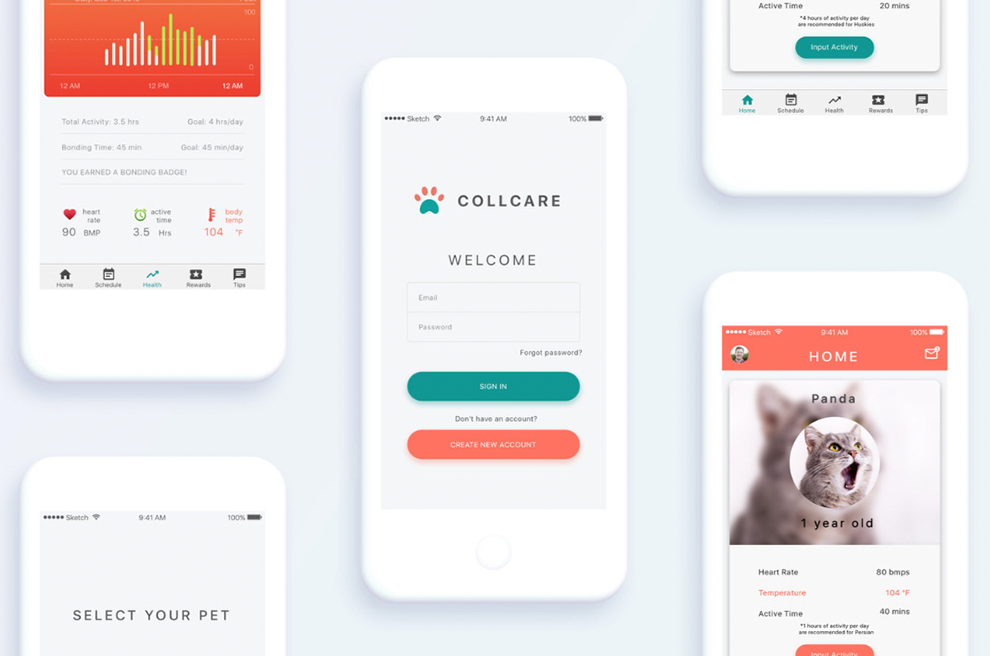 100
0
12 AM 12 PM 12 AM
Total Activity: 3.5 hrs Goal: 4 hrs/day
Bonding Time: 45 min Goal: 45 min/day
YOU EARNED A BONDING BADGE!
heart rate
90 BMP
active time
3.5 Hrs
body temp
104 °F
Home Schedule Health Rewards Tips
Sketch 9:41 AM 100%
SELECT YOUR PET
Sketch 9:41 AM 100%
COLLCARE
WELCOME
Email
Password
Forgot password?
SIGN IN
Don't have an account?
CREATE NEW ACCOUNT
Active Time 20 mins
*4 hours of activity per day
are recommended for Huskies
Input Activity
Home Schedule Health Rewards Tips
Sketch 9:41 AM 100%
HOME
Panda
1 year old
Heart Rate 80 bmps
Temperature 104 °F
Active Time 40 mins
*1 hours of activity per day
are recommended for Persian
Input Activity